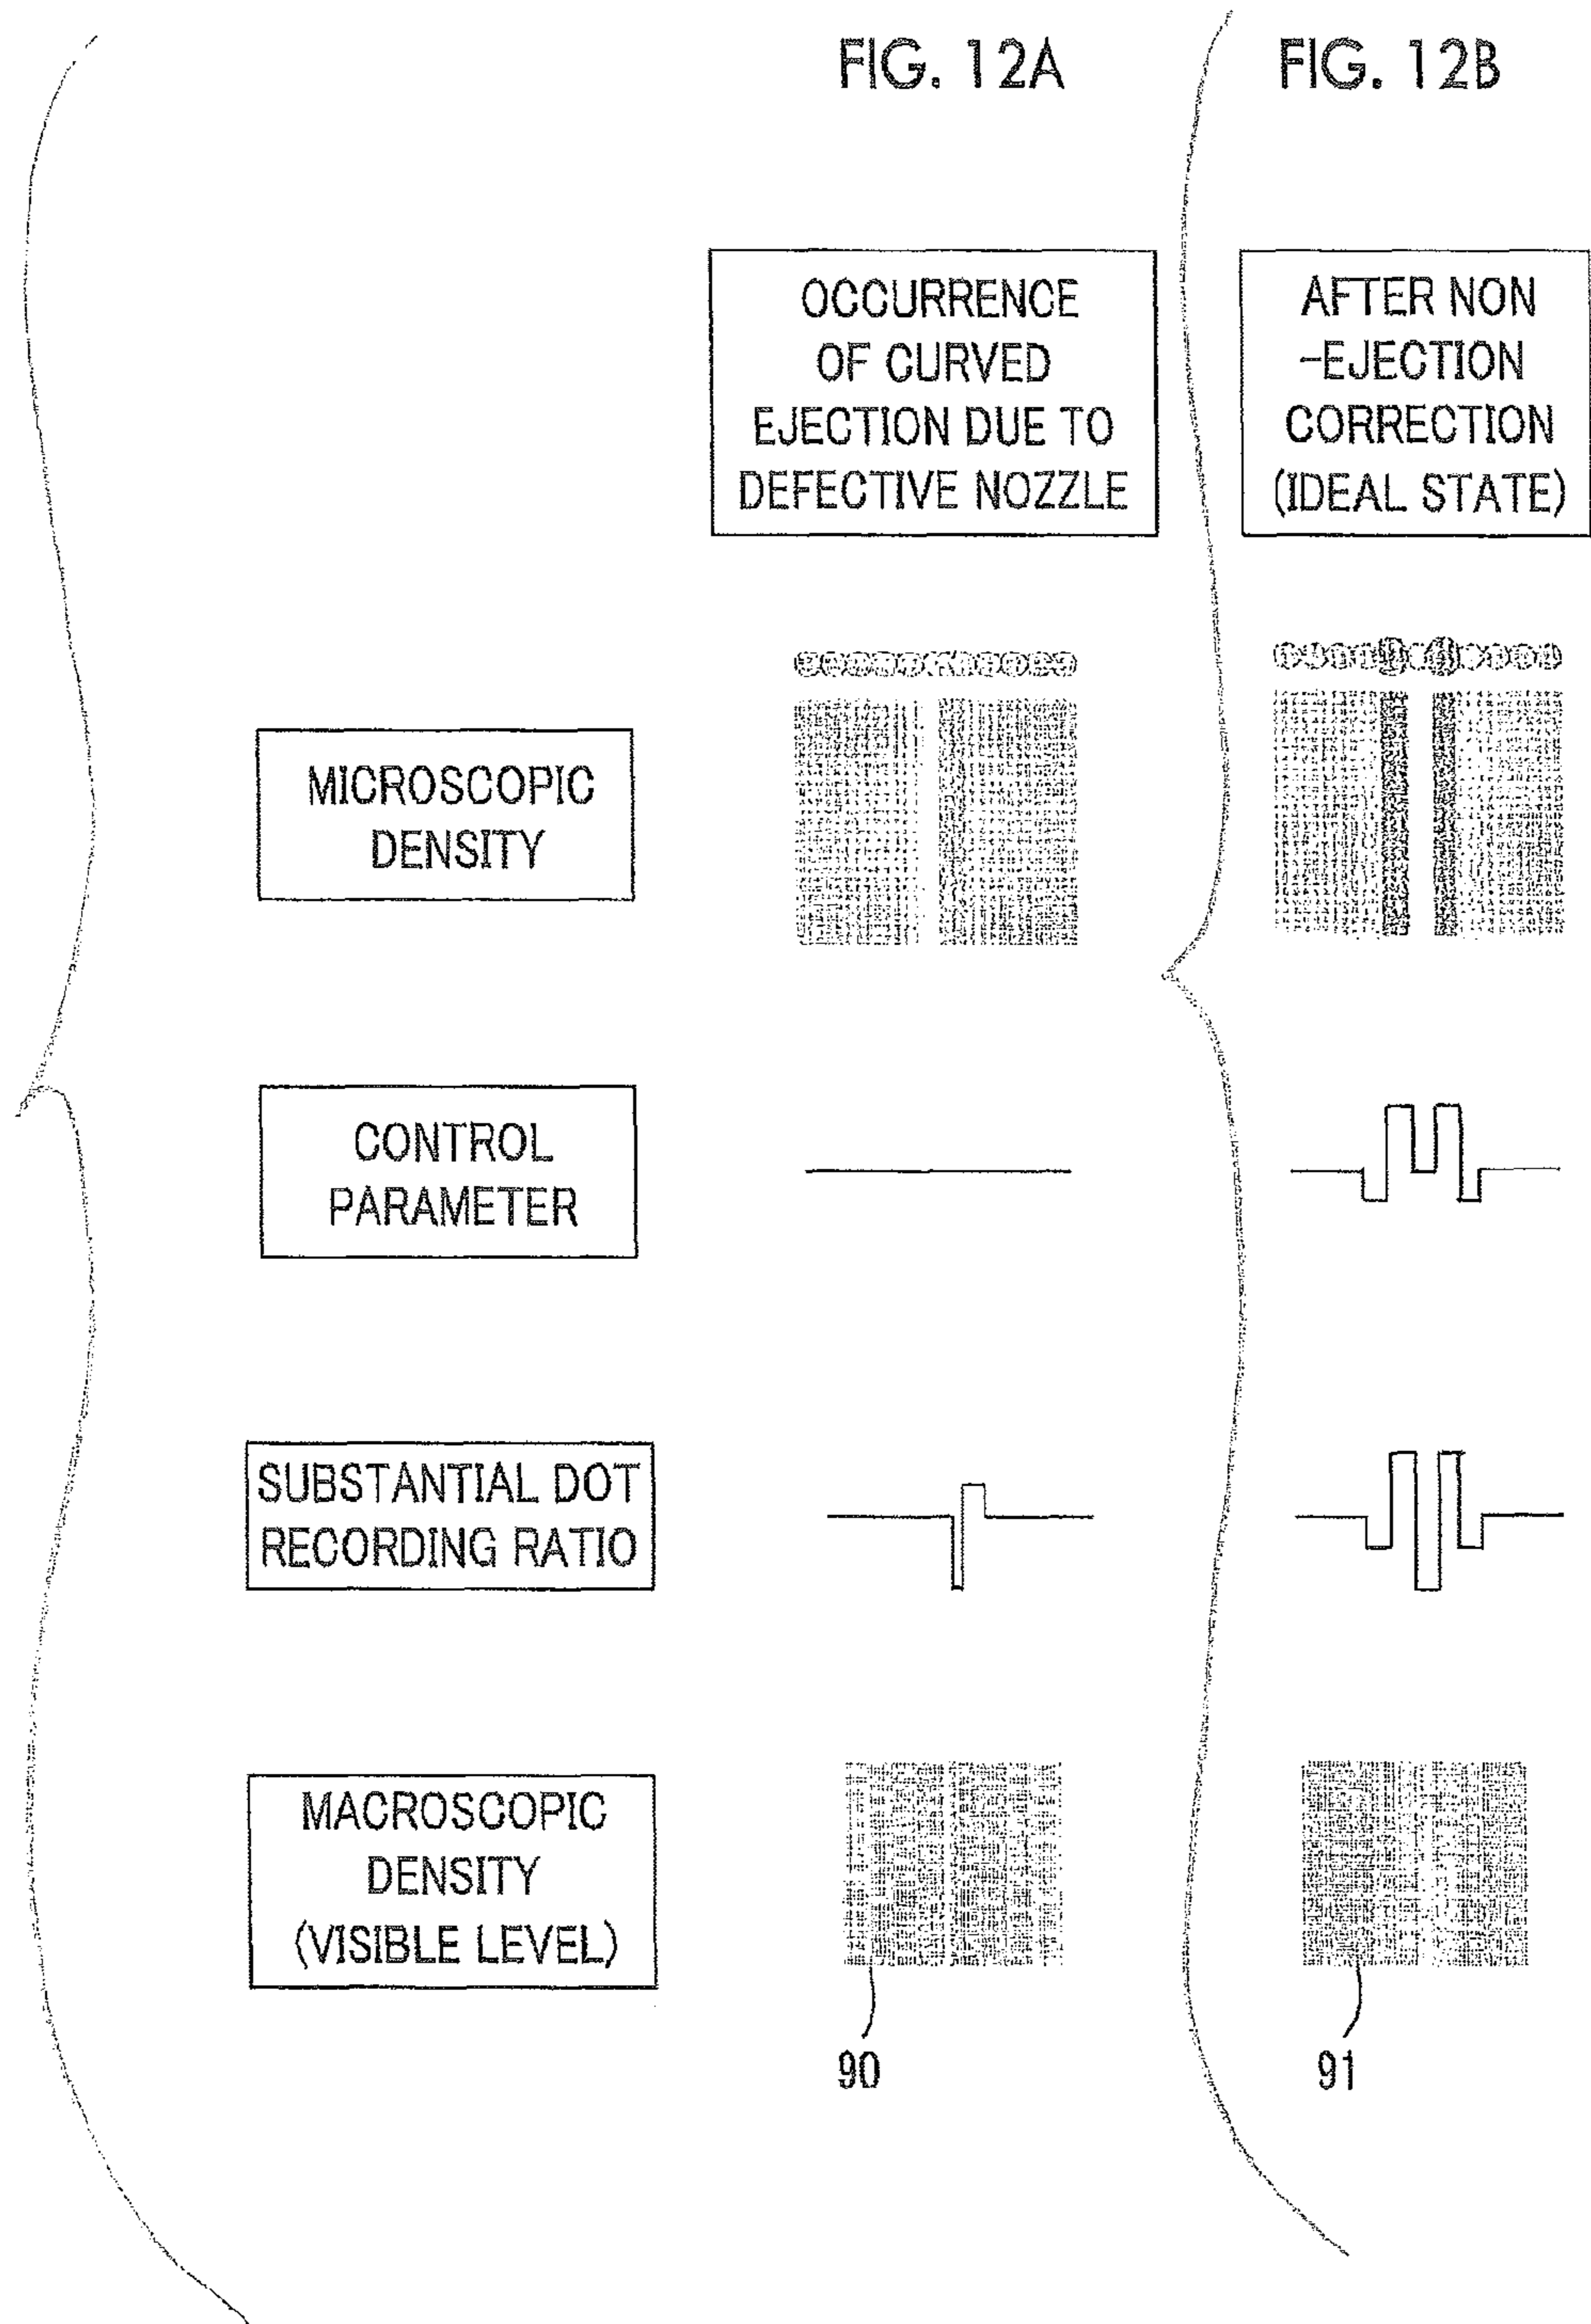 FIG. 12A
FIG. 12B
OCCURRENCE
OF CURVED
EJECTION DUE TO
DEFECTIVE NOZZLE
AFTER NON
-EJECTION
CORRECTION
(IDEAL STATE)
MICROSCOPIC
DENSITY
CONTROL
PARAMETER
SUBSTANTIAL DOT
RECORDING RATIO
MACROSCOPIC
DENSITY
(VISIBLE LEVEL)
90
91